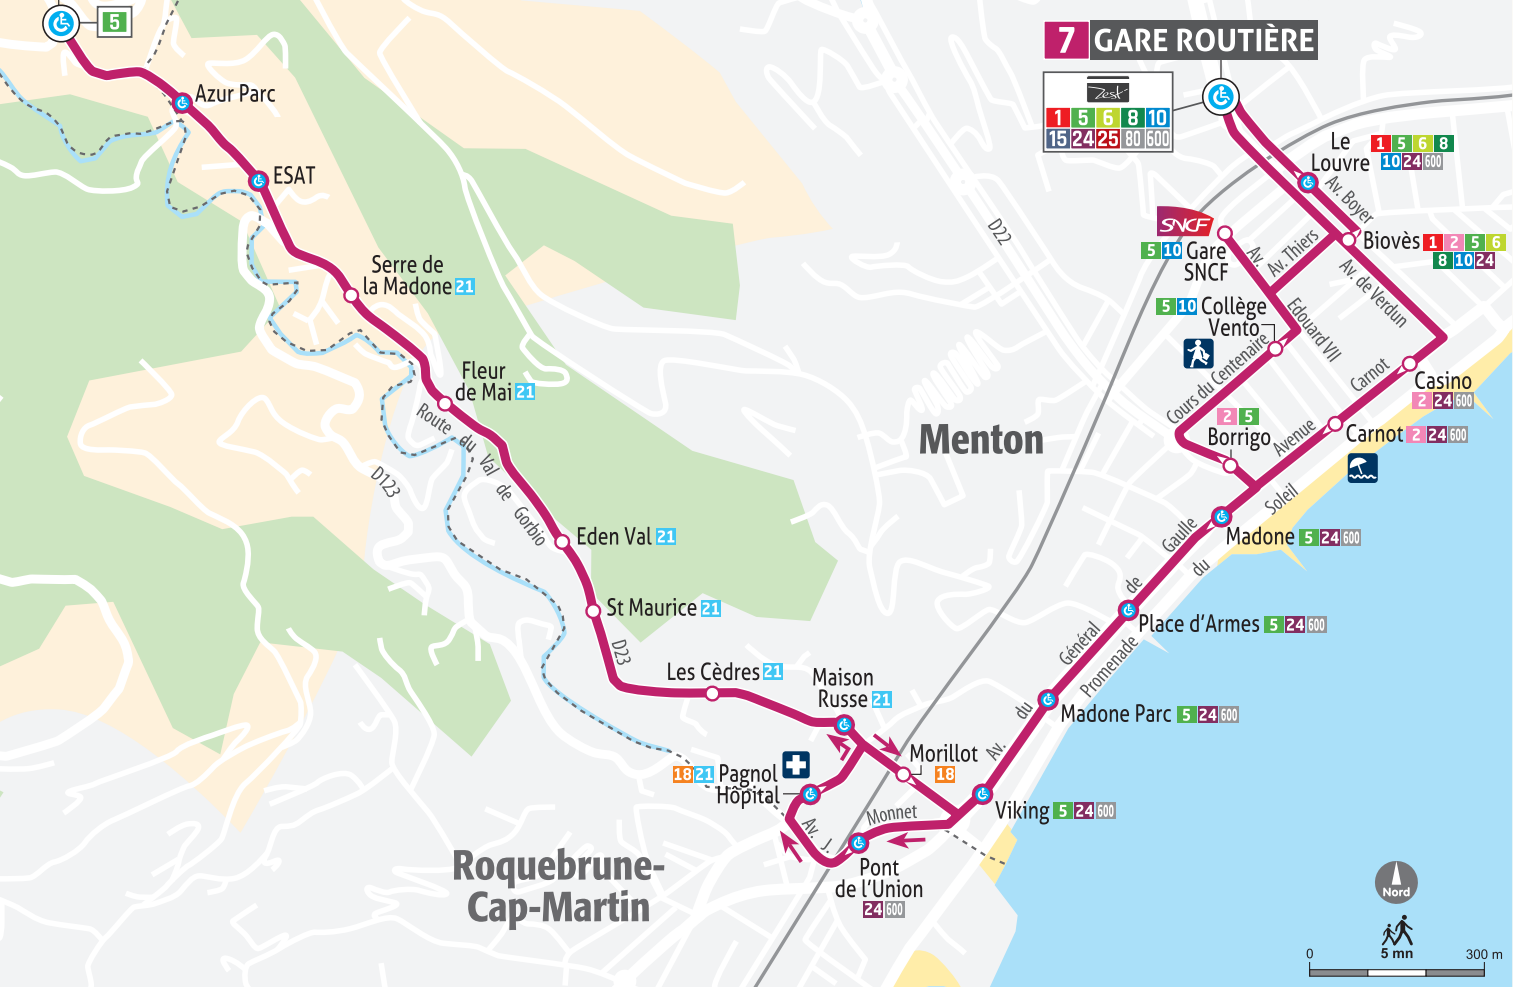 5
7 GARE ROUTIÈRE
Zest
1 5 6 8 10
15 24 25 80 600
Azur Parc
ESAT
Serre de
la Madone 21
Fleur
de Mai 21
Route du Val de Gorbio
D123
Eden Val 21
St Maurice 21
D23
Les Cèdres 21
Maison
Russe 21
Morillot
18
18 21 Pagnol
Hôpital
Av. J. Monnet
Pont
de l'Union
24 600
Viking 5 24 600
Madone Parc 5 24 600
Place d'Armes 5 24 600
Madone 5 24 600
Av. du Général de Gaulle
Promenade du Soleil
Avenue Carnot
Carnot 2 24 600
Casino
2 24 600
2 5
Borrigo
Cours du Centenaire
5 10 Collège
Vento
Av. Edouard VII
SNCF
5 10 Gare
SNCF
Av. Thiers
Av. de Verdun
Biovès 1 2 5 6
8 10 24
Av. Boyer
Le
Louvre
1 5 6 8
10 24 600
D22
Menton
Roquebrune-
Cap-Martin
Nord
5 mn
0 300 m